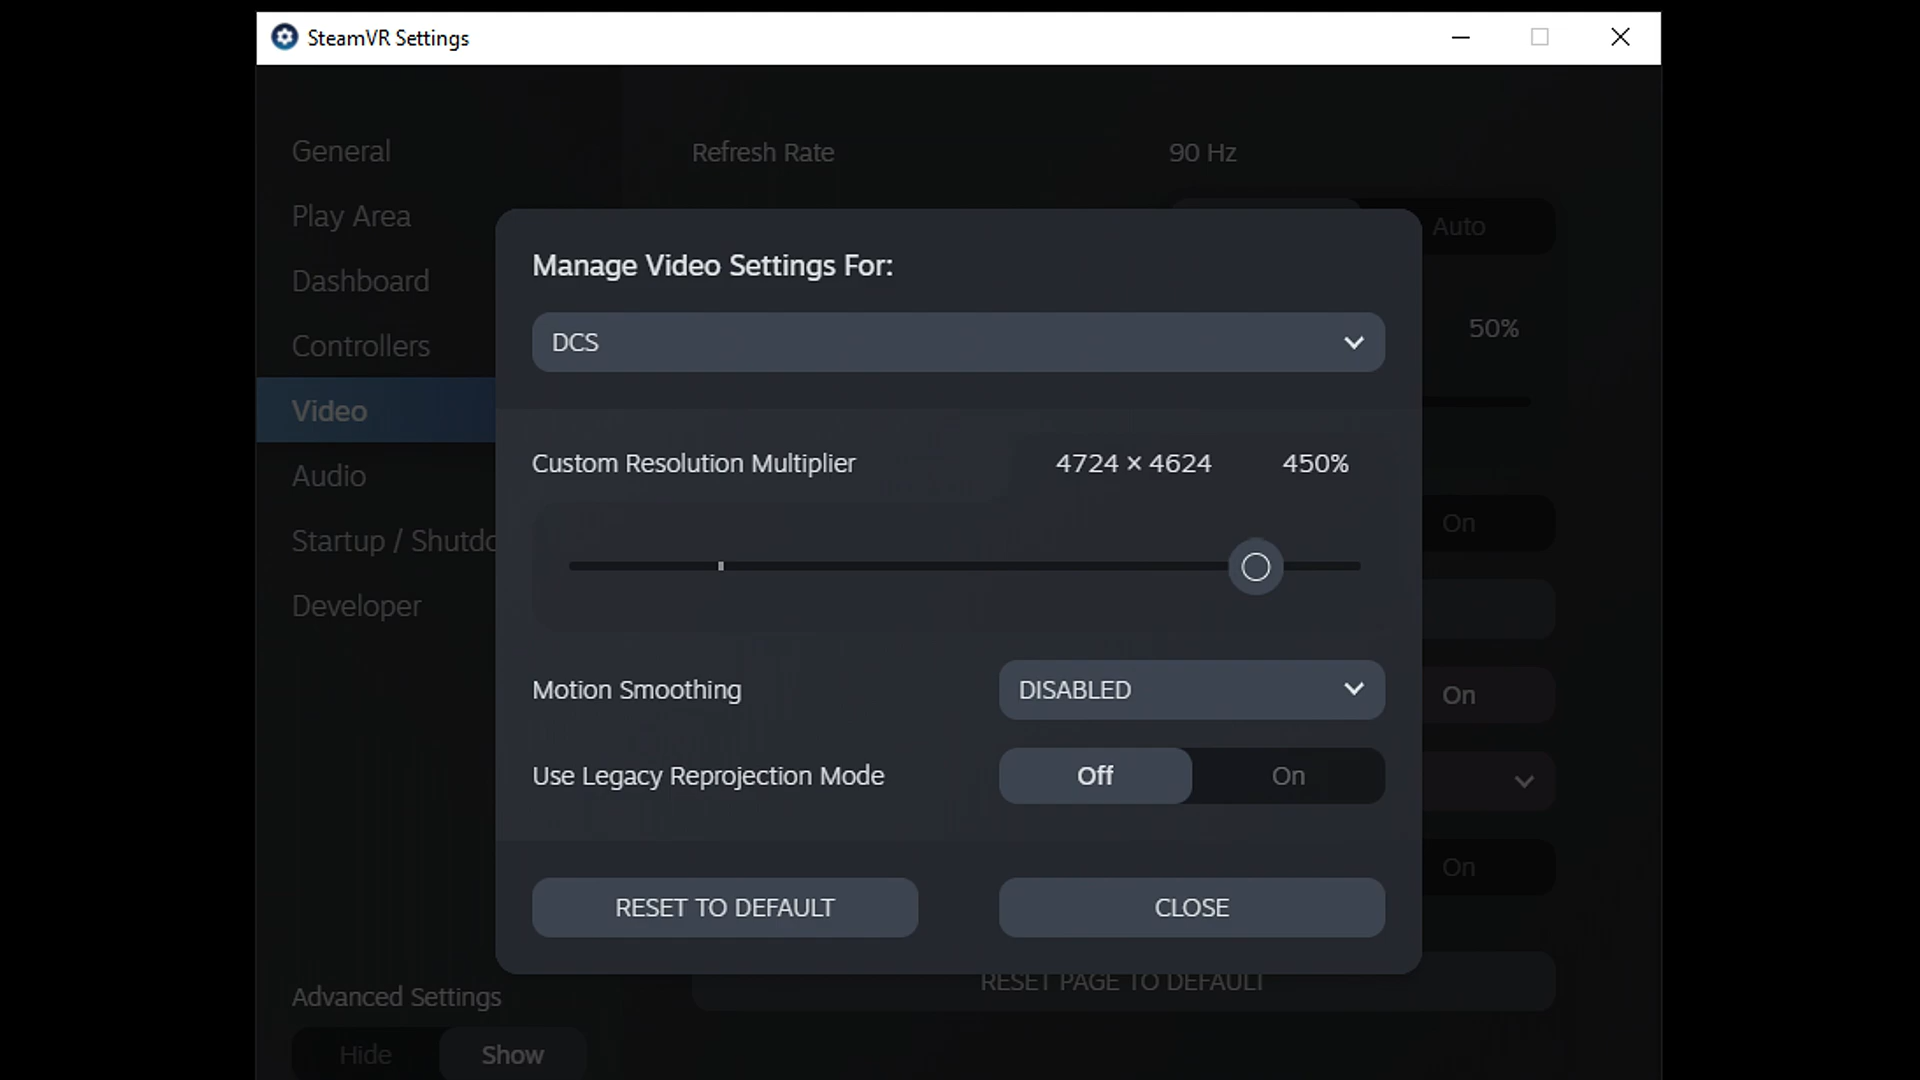 SteamVR Settings
General
Refresh Rate 90 Hz
Play Area
Auto
Manage Video Settings For:
Dashboard
DCS
50%
Controllers
Video
Custom Resolution Multiplier 4724 × 4624 450%
Audio
On
Startup / Shutdo
Developer
Motion Smoothing DISABLED
On
Use Legacy Reprojection Mode Off On
On
RESET TO DEFAULT CLOSE
RESET PAGE TO DEFAULT
Advanced Settings
Hide Show